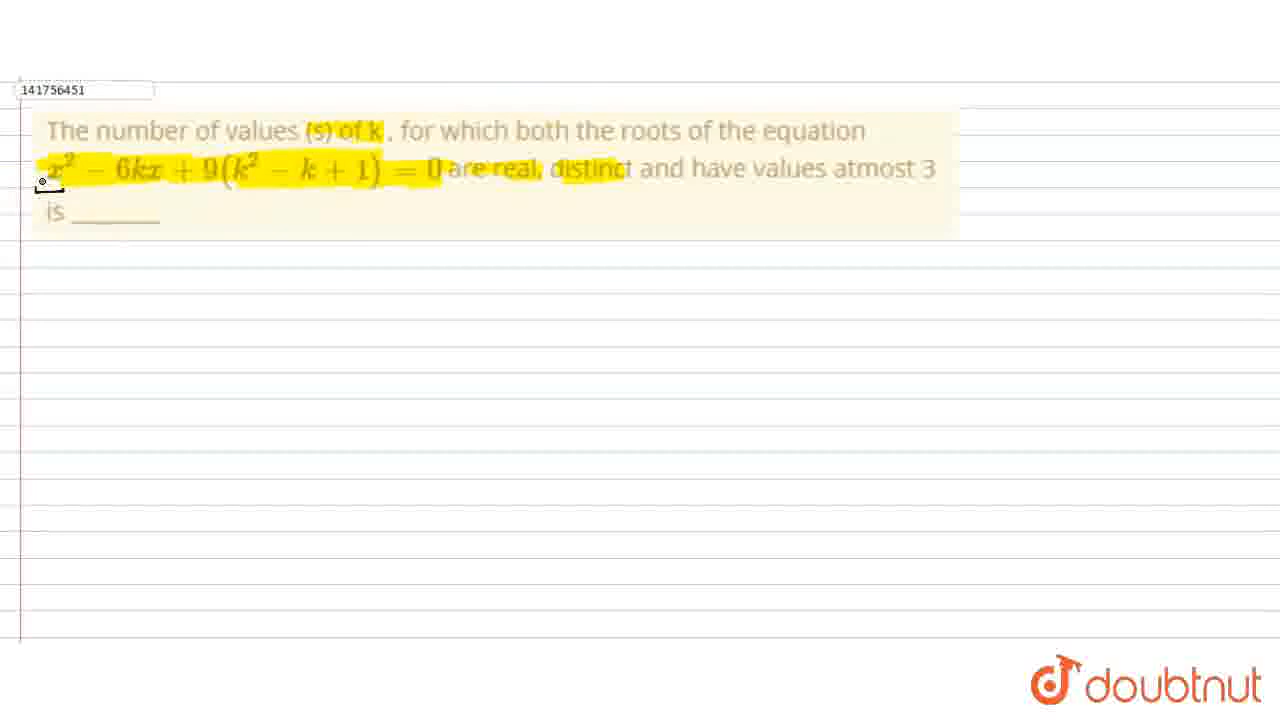 141756451
The number of values (s) of k , for which both the roots of the equation
x² − 6kx + 9(k² − k + 1) = 0 are real, distinct and have values atmost 3
is _______
doubtnut